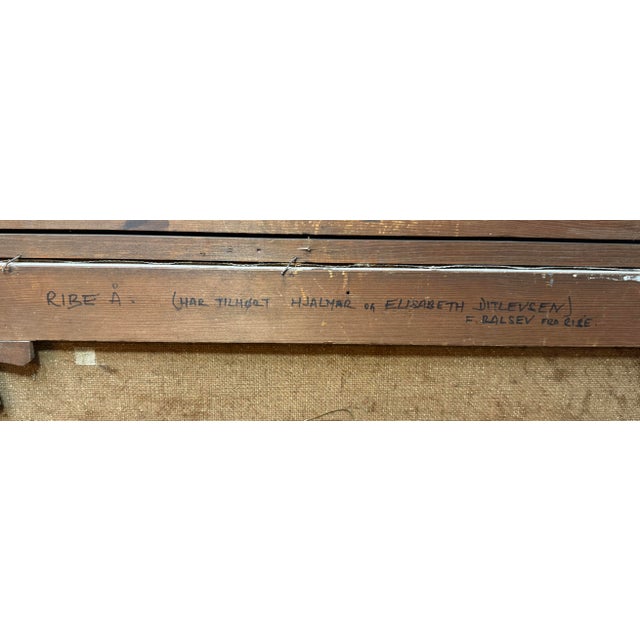 RIBE Å. (HAR TILHØRT HJALMAR OG ELISABETH DITLEVSEN)
F. BALSEV FRA RIBE.